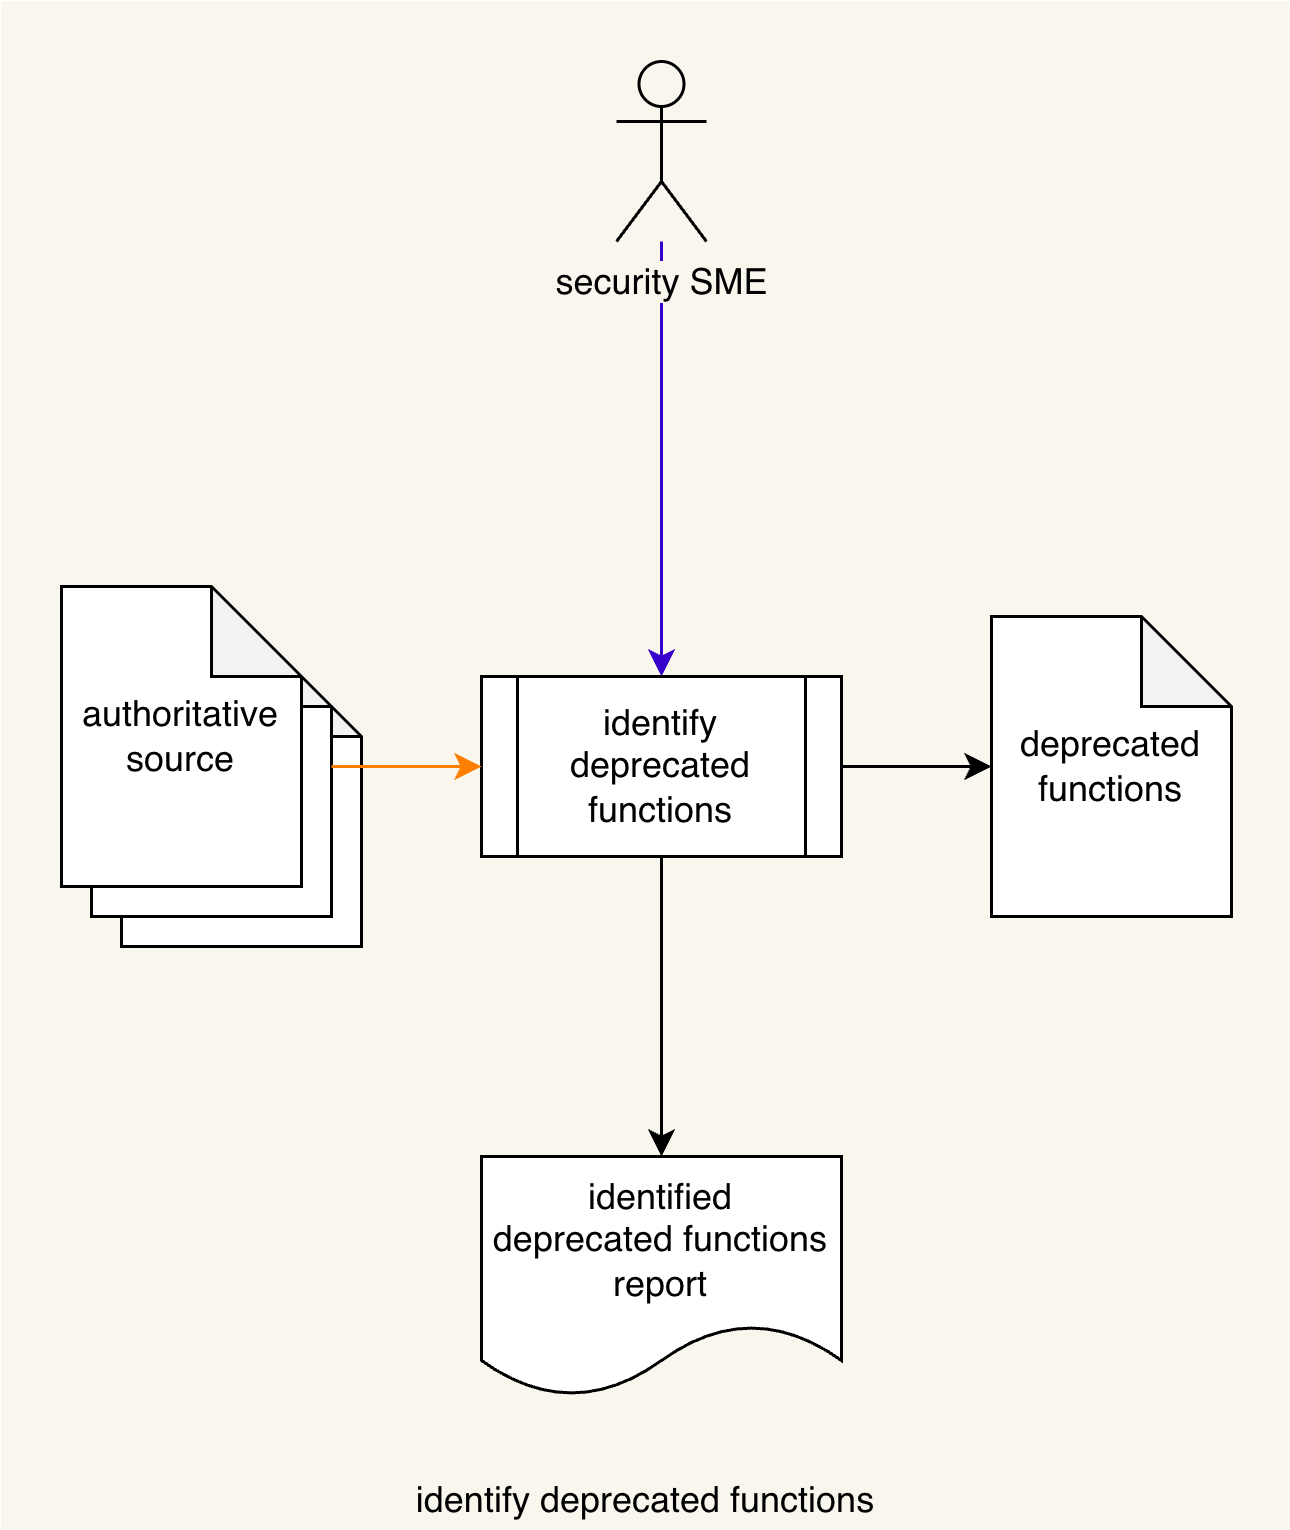 security SME
authoritative
source
identify
deprecated
functions
deprecated
functions
identified
deprecated functions
report
identify deprecated functions